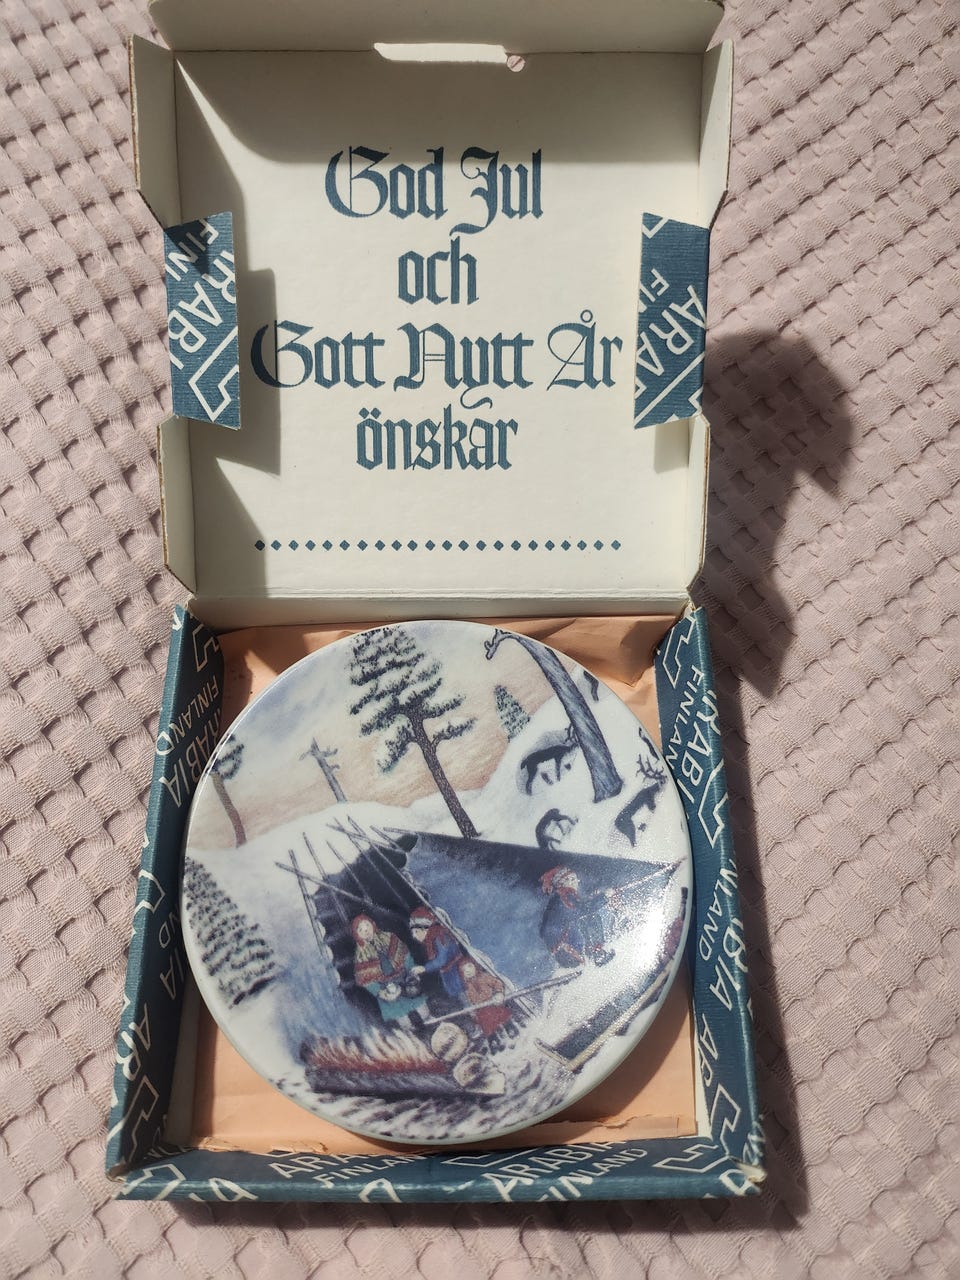 God Jul
och
Gott Nytt År
önskar
ARABIA
FINLAND
ARABIA
FINLAND
ARABIA
FINLAND
ARABIA
FINLAND